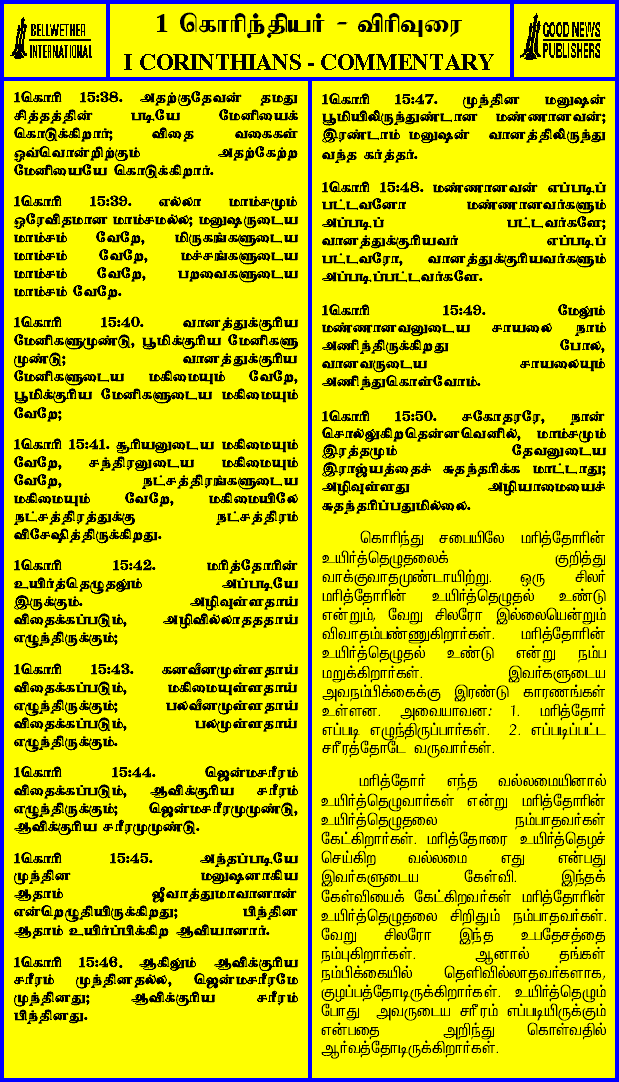 BELLWETHER
INTERNATIONAL
1 கொரிந்தியர் - விரிவுரை
I CORINTHIANS - COMMENTARY
GOOD NEWS
PUBLISHERS
1கொரி 15:38. அதற்குதேவன் தமது
சித்தத்தின் படியே மேனியைக்
கொடுக்கிறார்; விதை வகைகள்
ஒவ்வொன்றிற்கும் அதற்கேற்ற
மேனியையே கொடுக்கிறார்.
1கொரி 15:39. எல்லா மாம்சமும்
ஒரேவிதமான மாம்சமல்ல; மனுஷருடைய
மாம்சம் வேறே, மிருகங்களுடைய
மாம்சம் வேறே, மச்சங்களுடைய
மாம்சம் வேறே, பறவைகளுடைய
மாம்சம் வேறே.
1கொரி 15:40. வானத்துக்குரிய
மேனிகளுமுண்டு, பூமிக்குரிய மேனிகளு
முண்டு; வானத்துக்குரிய
மேனிகளுடைய மகிமையும் வேறே,
பூமிக்குரிய மேனிகளுடைய மகிமையும்
வேறே;
1கொரி 15:41. சூரியனுடைய மகிமையும்
வேறே, சந்திரனுடைய மகிமையும்
வேறே, நட்சத்திரங்களுடைய
மகிமையும் வேறே, மகிமையிலே
நட்சத்திரத்துக்கு நட்சத்திரம்
விசேஷித்திருக்கிறது.
1கொரி 15:42. மரித்தோரின்
உயிர்த்தெழுதலும் அப்படியே
இருக்கும். அழிவுள்ளதாய்
விதைக்கப்படும், அழிவில்லாததாய்
எழுந்திருக்கும்;
1கொரி 15:43. கனவீனமுள்ளதாய்
விதைக்கப்படும், மகிமையுள்ளதாய்
எழுந்திருக்கும்; பலவீனமுள்ளதாய்
விதைக்கப்படும், பலமுள்ளதாய்
எழுந்திருக்கும்.
1கொரி 15:44. ஜென்மசரீரம்
விதைக்கப்படும், ஆவிக்குரிய சரீரம்
எழுந்திருக்கும்; ஜென்மசரீரமுமுண்டு,
ஆவிக்குரிய சரீரமுமுண்டு.
1கொரி 15:45. அந்தப்படியே
முந்தின மனுஷனாகிய
ஆதாம் ஜீவாத்துமாவானான்
என்றெழுதியிருக்கிறது; பிந்தின
ஆதாம் உயிர்ப்பிக்கிற ஆவியானார்.
1கொரி 15:46. ஆகிலும் ஆவிக்குரிய
சரீரம் முந்தினதல்ல, ஜென்மசரீரமே
முந்தினது; ஆவிக்குரிய சரீரம்
பிந்தினது.
1கொரி 15:47. முந்தின மனுஷன்
பூமியிலிருந்துண்டான மண்ணானவன்;
இரண்டாம் மனுஷன் வானத்திலிருந்து
வந்த கர்த்தர்.
1கொரி 15:48. மண்ணானவன் எப்படிப்
பட்டவனோ மண்ணானவர்களும்
அப்படிப் பட்டவர்களே;
வானத்துக்குரியவர் எப்படிப்
பட்டவரோ, வானத்துக்குரியவர்களும்
அப்படிப்பட்டவர்களே.
1கொரி 15:49. மேலும்
மண்ணானவனுடைய சாயலை நாம்
அணிந்திருக்கிறது போல,
வானவருடைய சாயலையும்
அணிந்துகொள்வோம்.
1கொரி 15:50. சகோதரரே, நான்
சொல்லுகிறதென்னவெனில், மாம்சமும்
இரத்தமும் தேவனுடைய
இராஜ்யத்தைச் சுதந்தரிக்க மாட்டாது;
அழிவுள்ளது அழியாமையைச்
சுதந்தரிப்பதுமில்லை.
கொரிந்து சபையிலே மரித்தோரின்
உயிர்த்தெழுதலைக் குறித்து
வாக்குவாதமுண்டாயிற்று. ஒரு சிலர்
மரித்தோரின் உயிர்த்தெழுதல் உண்டு
என்றும், வேறு சிலரோ இல்லையென்றும்
விவாதம்பண்ணுகிறார்கள். மரித்தோரின்
உயிர்த்தெழுதல் உண்டு என்று நம்ப
மறுக்கிறார்கள். இவர்களுடைய
அவநம்பிக்கைக்கு இரண்டு காரணங்கள்
உள்ளன. அவையாவன: 1. மரித்தோர்
எப்படி எழுந்திருப்பார்கள். 2. எப்படிப்பட்ட
சரீரத்தோடே வருவார்கள்.
மரித்தோர் எந்த வல்லமையினால்
உயிர்த்தெழுவார்கள் என்று மரித்தோரின்
உயிர்த்தெழுதலை நம்பாதவர்கள்
கேட்கிறார்கள். மரித்தோரை உயிர்த்தெழச்
செய்கிற வல்லமை எது என்பது
இவர்களுடைய கேள்வி. இந்தக்
கேள்வியைக் கேட்கிறவர்கள் மரித்தோரின்
உயிர்த்தெழுதலை சிறிதும் நம்பாதவர்கள்.
வேறு சிலரோ இந்த உபதேசத்தை
நம்புகிறார்கள். ஆனால் தங்கள்
நம்பிக்கையில் தெளிவில்லாதவர்களாக,
குழப்பத்தோடிருக்கிறார்கள். உயிர்த்தெழும்
போது அவருடைய சரீரம் எப்படியிருக்கும்
என்பதை அறிந்து கொள்வதில்
ஆர்வத்தோடிருக்கிறார்கள்.